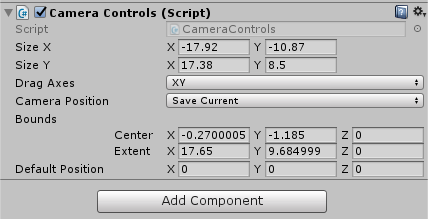 Camera Controls (Script)
Script CameraControls
Size X X -17.92 Y -10.87
Size Y X 17.38 Y 8.5
Drag Axes XY
Camera Position Save Current
Bounds
Center X -0.2700005 Y -1.185 Z 0
Extent X 17.65 Y 9.684999 Z 0
Default Position X 0 Y 0 Z 0
Add Component